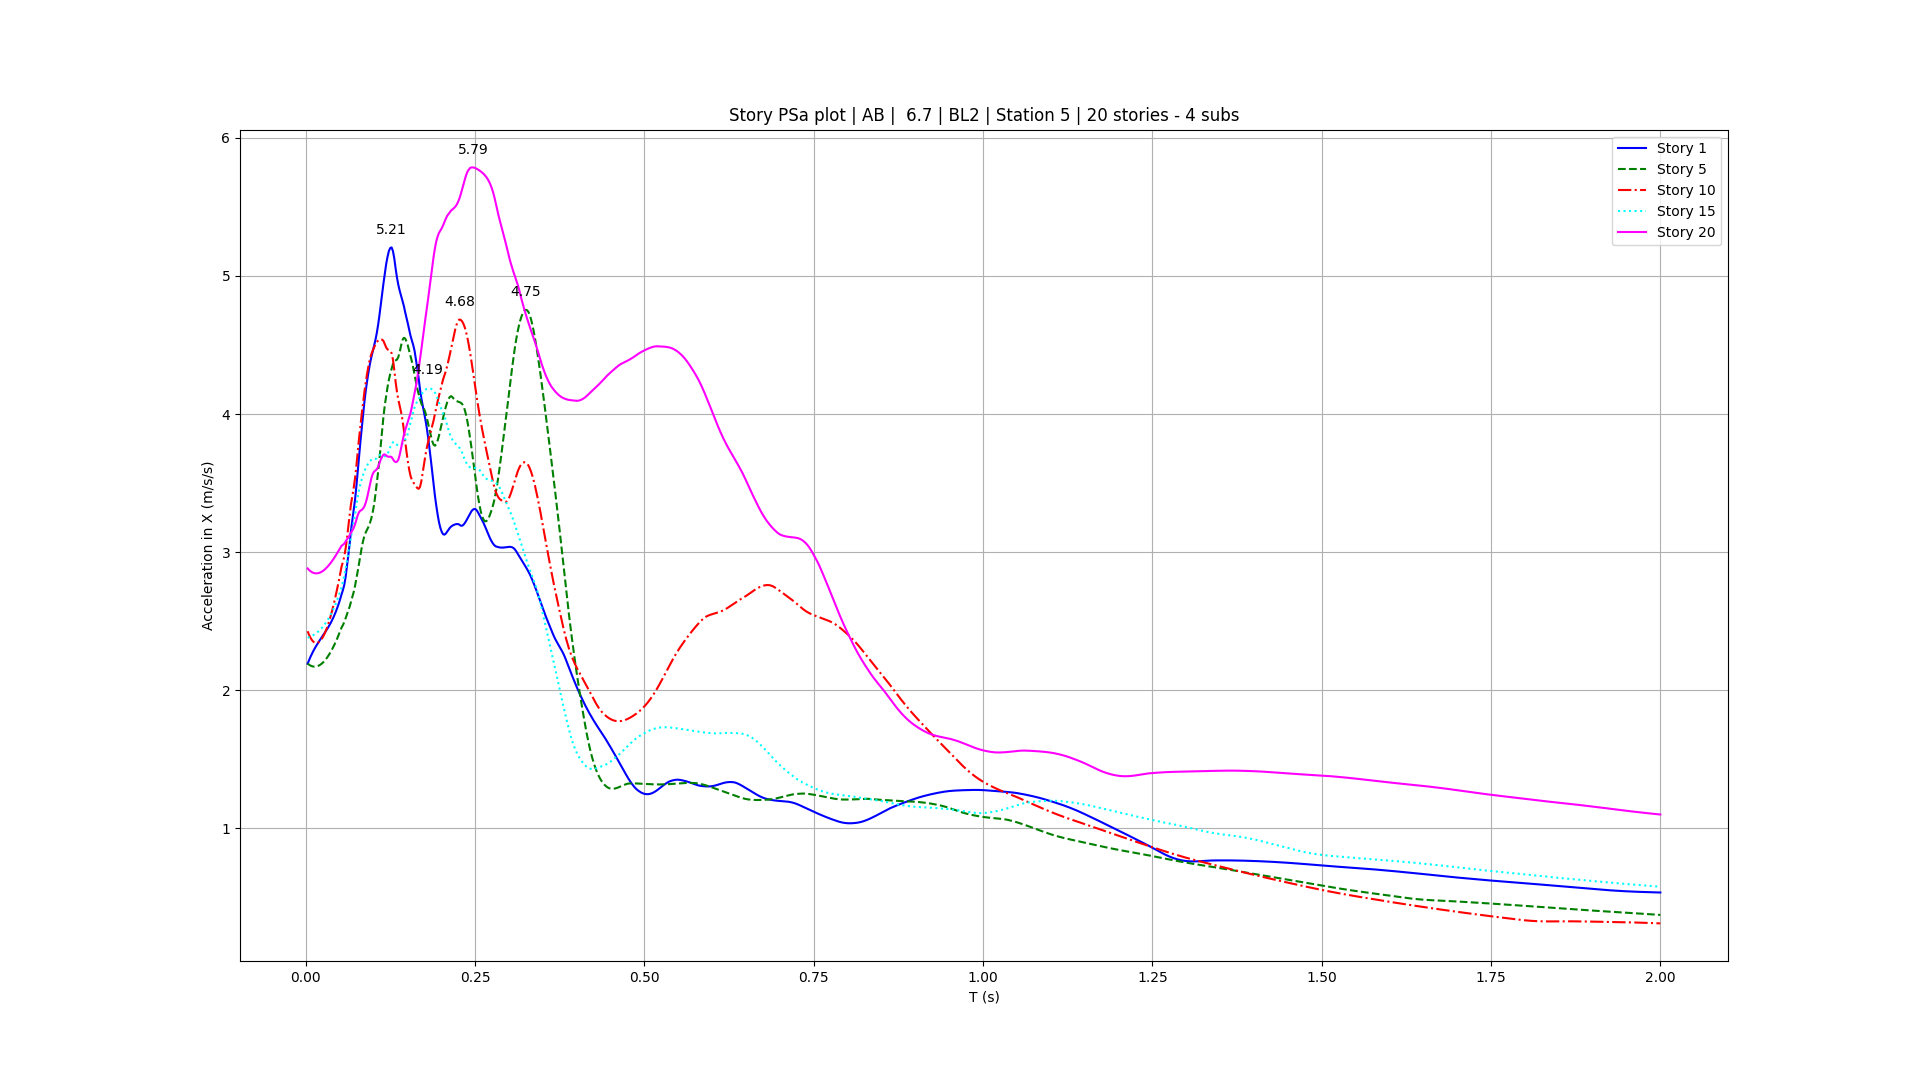 Story PSa plot | AB |  6.7 | BL2 | Station 5 | 20 stories - 4 subs
6
5
4
3
2
1
Acceleration in X (m/s/s)
5.79
5.21
4.75
4.68
4.19
Story 1
Story 5
Story 10
Story 15
Story 20
0.00 0.25 0.50 0.75 1.00 1.25 1.50 1.75 2.00
T (s)